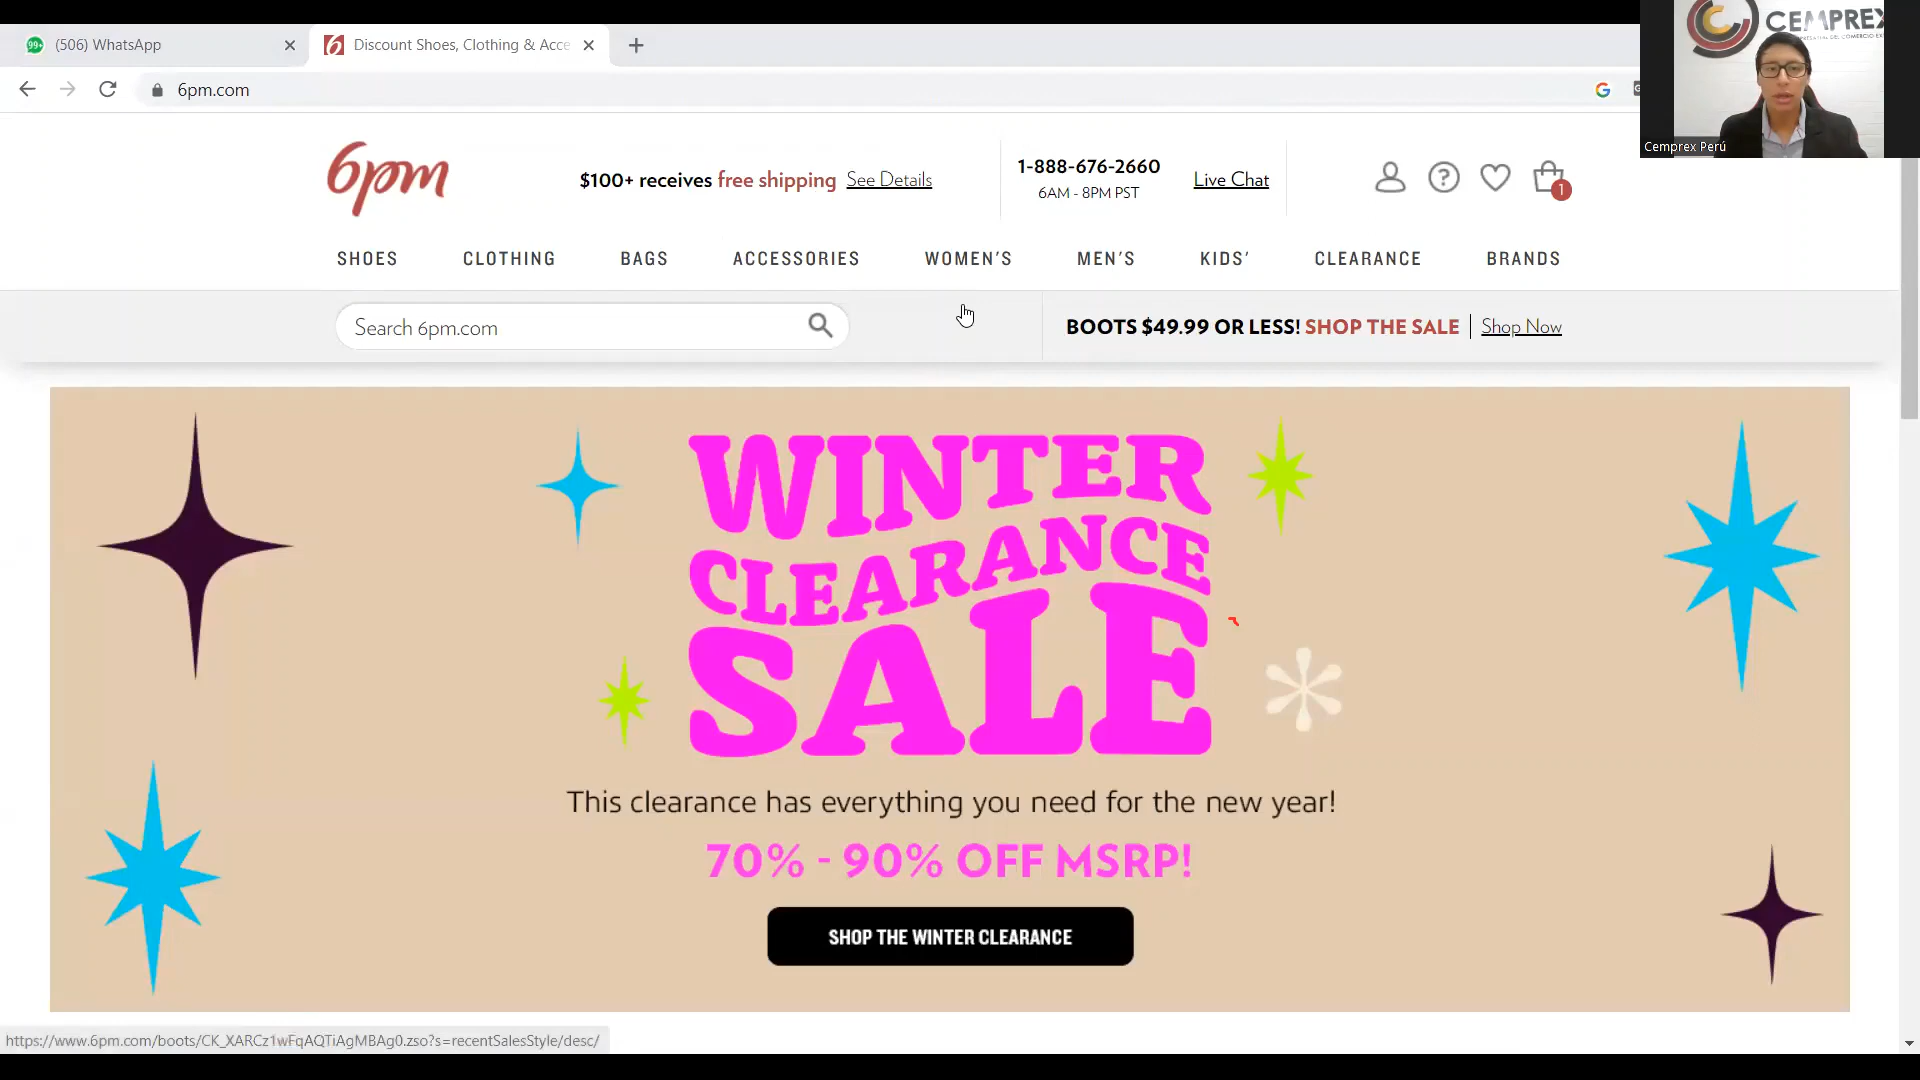 (506) WhatsApp
Discount Shoes, Clothing & Acce
6pm.com
CEMPREX
Cemprex Perú
6pm
$100+ receives free shipping See Details
1-888-676-2660
6AM - 8PM PST
Live Chat
1
SHOES CLOTHING BAGS ACCESSORIES WOMEN'S MEN'S KIDS' CLEARANCE BRANDS
Search 6pm.com
BOOTS $49.99 OR LESS! SHOP THE SALE | Shop Now
WINTER
CLEARANCE
SALE
This clearance has everything you need for the new year!
70% - 90% OFF MSRP!
SHOP THE WINTER CLEARANCE
https://www.6pm.com/boots/CK_XARCz1wFqAQTiAgMBAg0.zso?s=recentSalesStyle/desc/